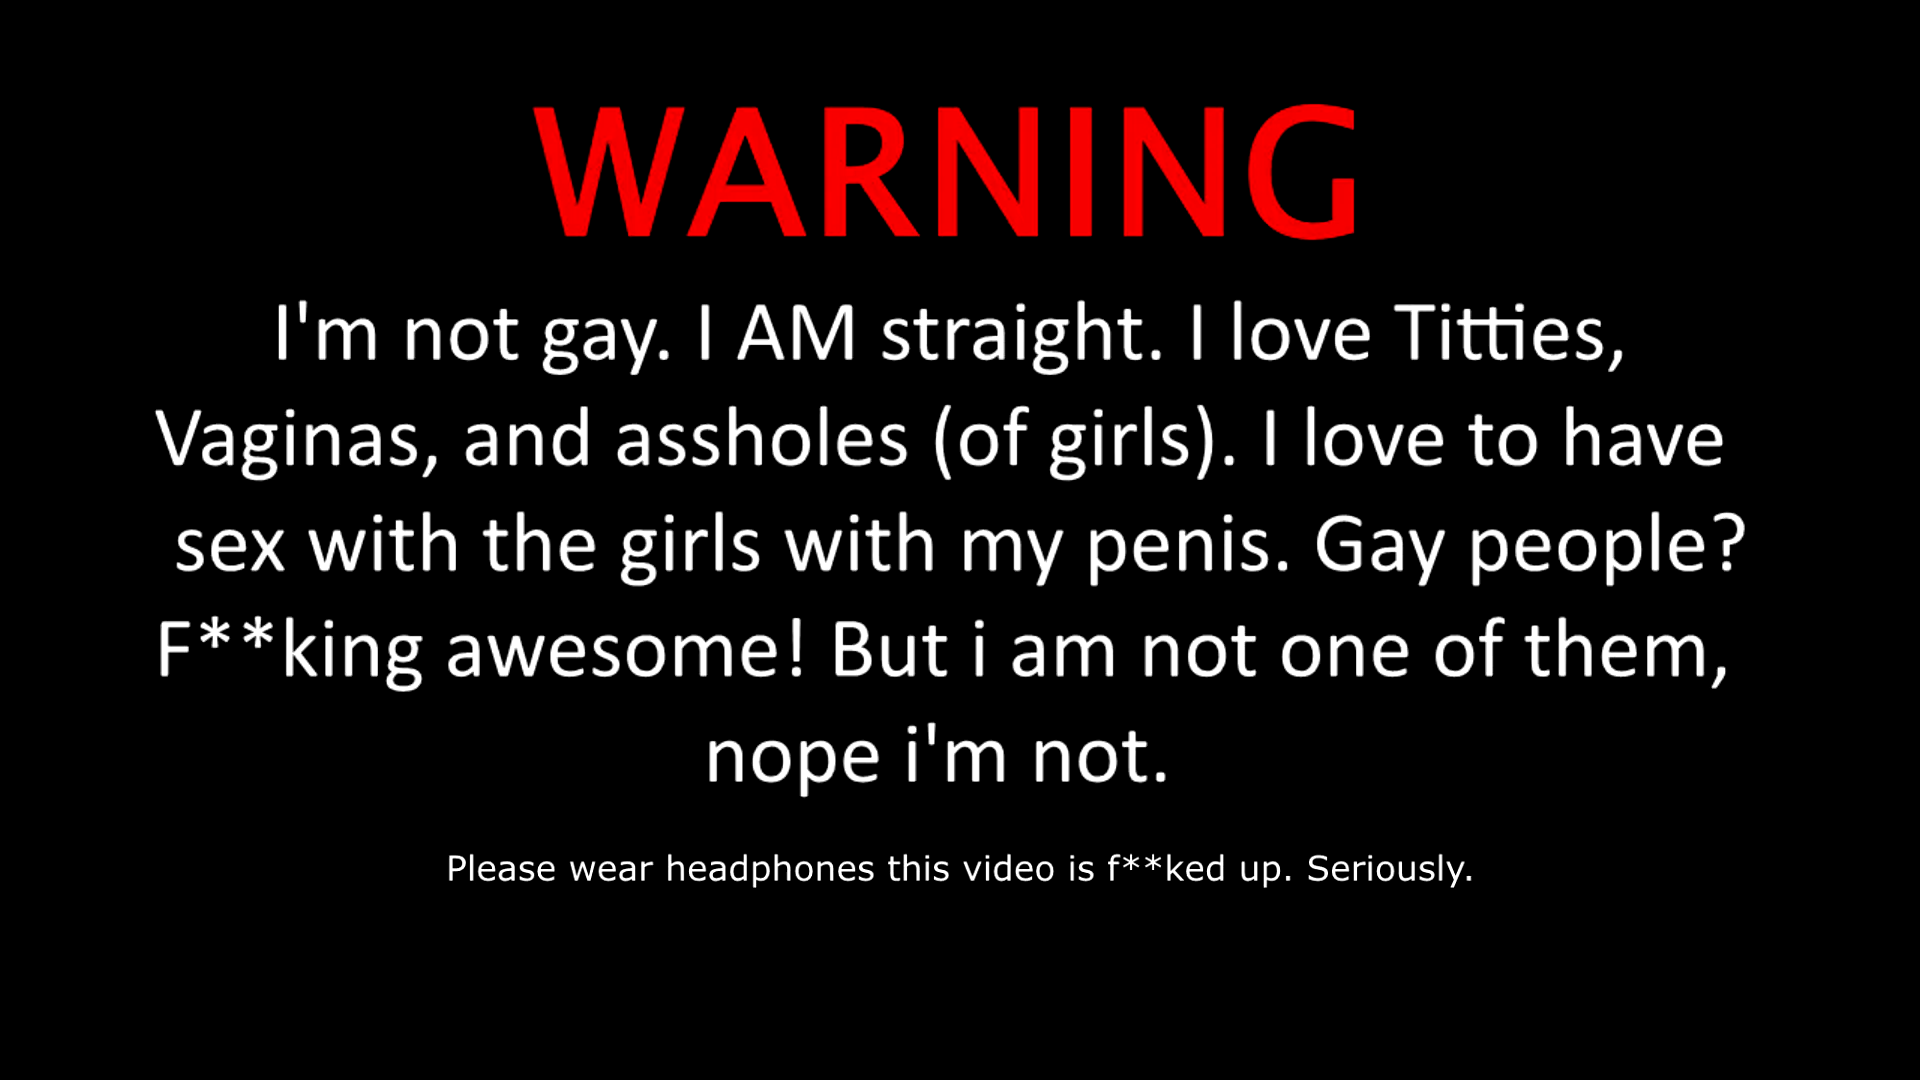 WARNING
I'm not gay. I AM straight. I love Titties,
Vaginas, and assholes (of girls). I love to have
sex with the girls with my penis. Gay people?
F**king awesome! But i am not one of them,
nope i'm not.
Please wear headphones this video is f**ked up. Seriously.